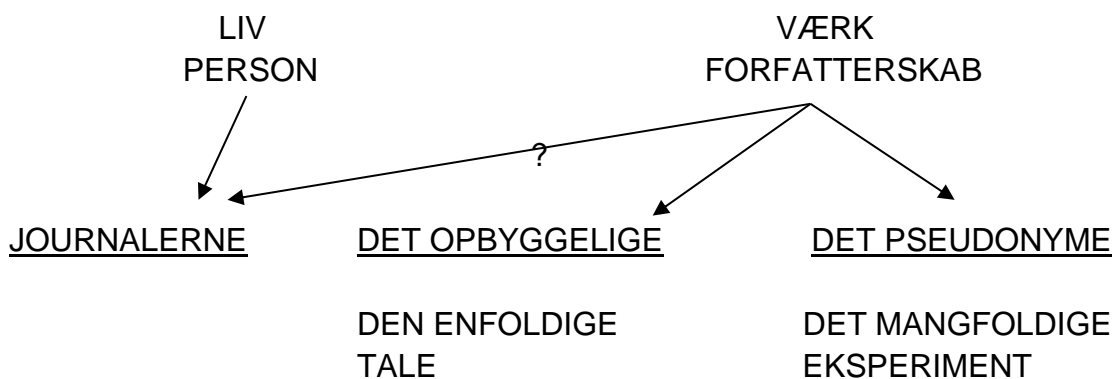 LIV VÆRK
PERSON FORFATTERSKAB
?
JOURNALERNE DET OPBYGGELIGE DET PSEUDONYME
DEN ENFOLDIGE DET MANGFOLDIGE
TALE EKSPERIMENT